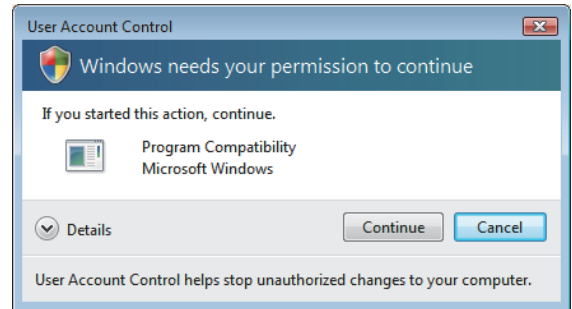 User Account Control
Windows needs your permission to continue
If you started this action, continue.
Program Compatibility
Microsoft Windows
Details
Continue
Cancel
User Account Control helps stop unauthorized changes to your computer.